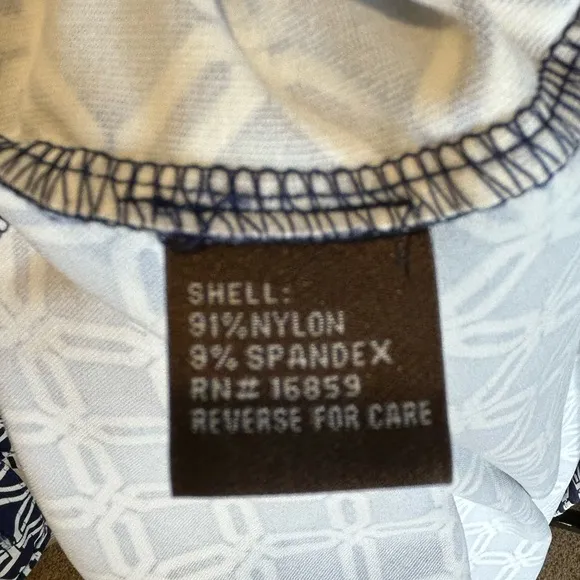 SHELL:
91%NYLON
9% SPANDEX
RN# 16859
REVERSE FOR CARE